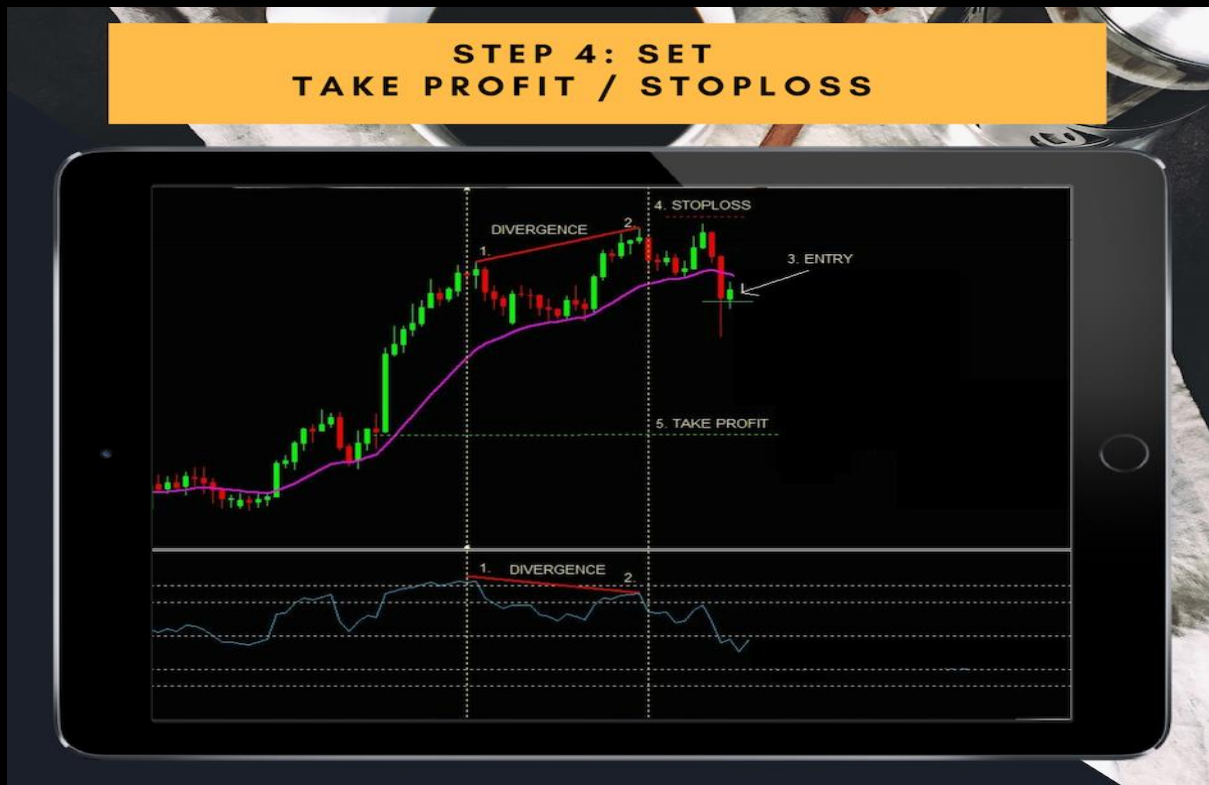 STEP 4: SET
TAKE PROFIT / STOPLOSS
4. STOPLOSS
DIVERGENCE
2.
1.
3. ENTRY
5. TAKE PROFIT
1.
DIVERGENCE
2.